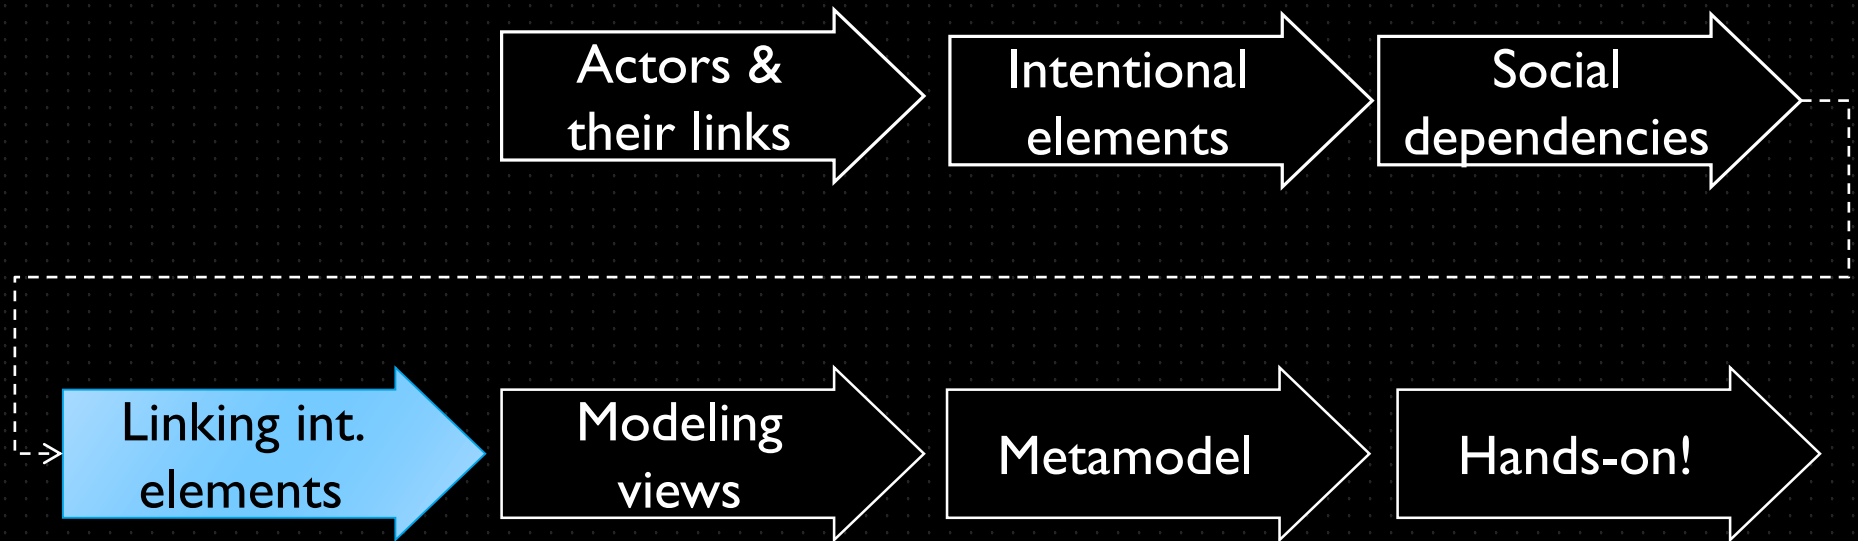 Actors &
their links
Intentional
elements
Social
dependencies
Linking int.
elements
Modeling
views
Metamodel
Hands-on!